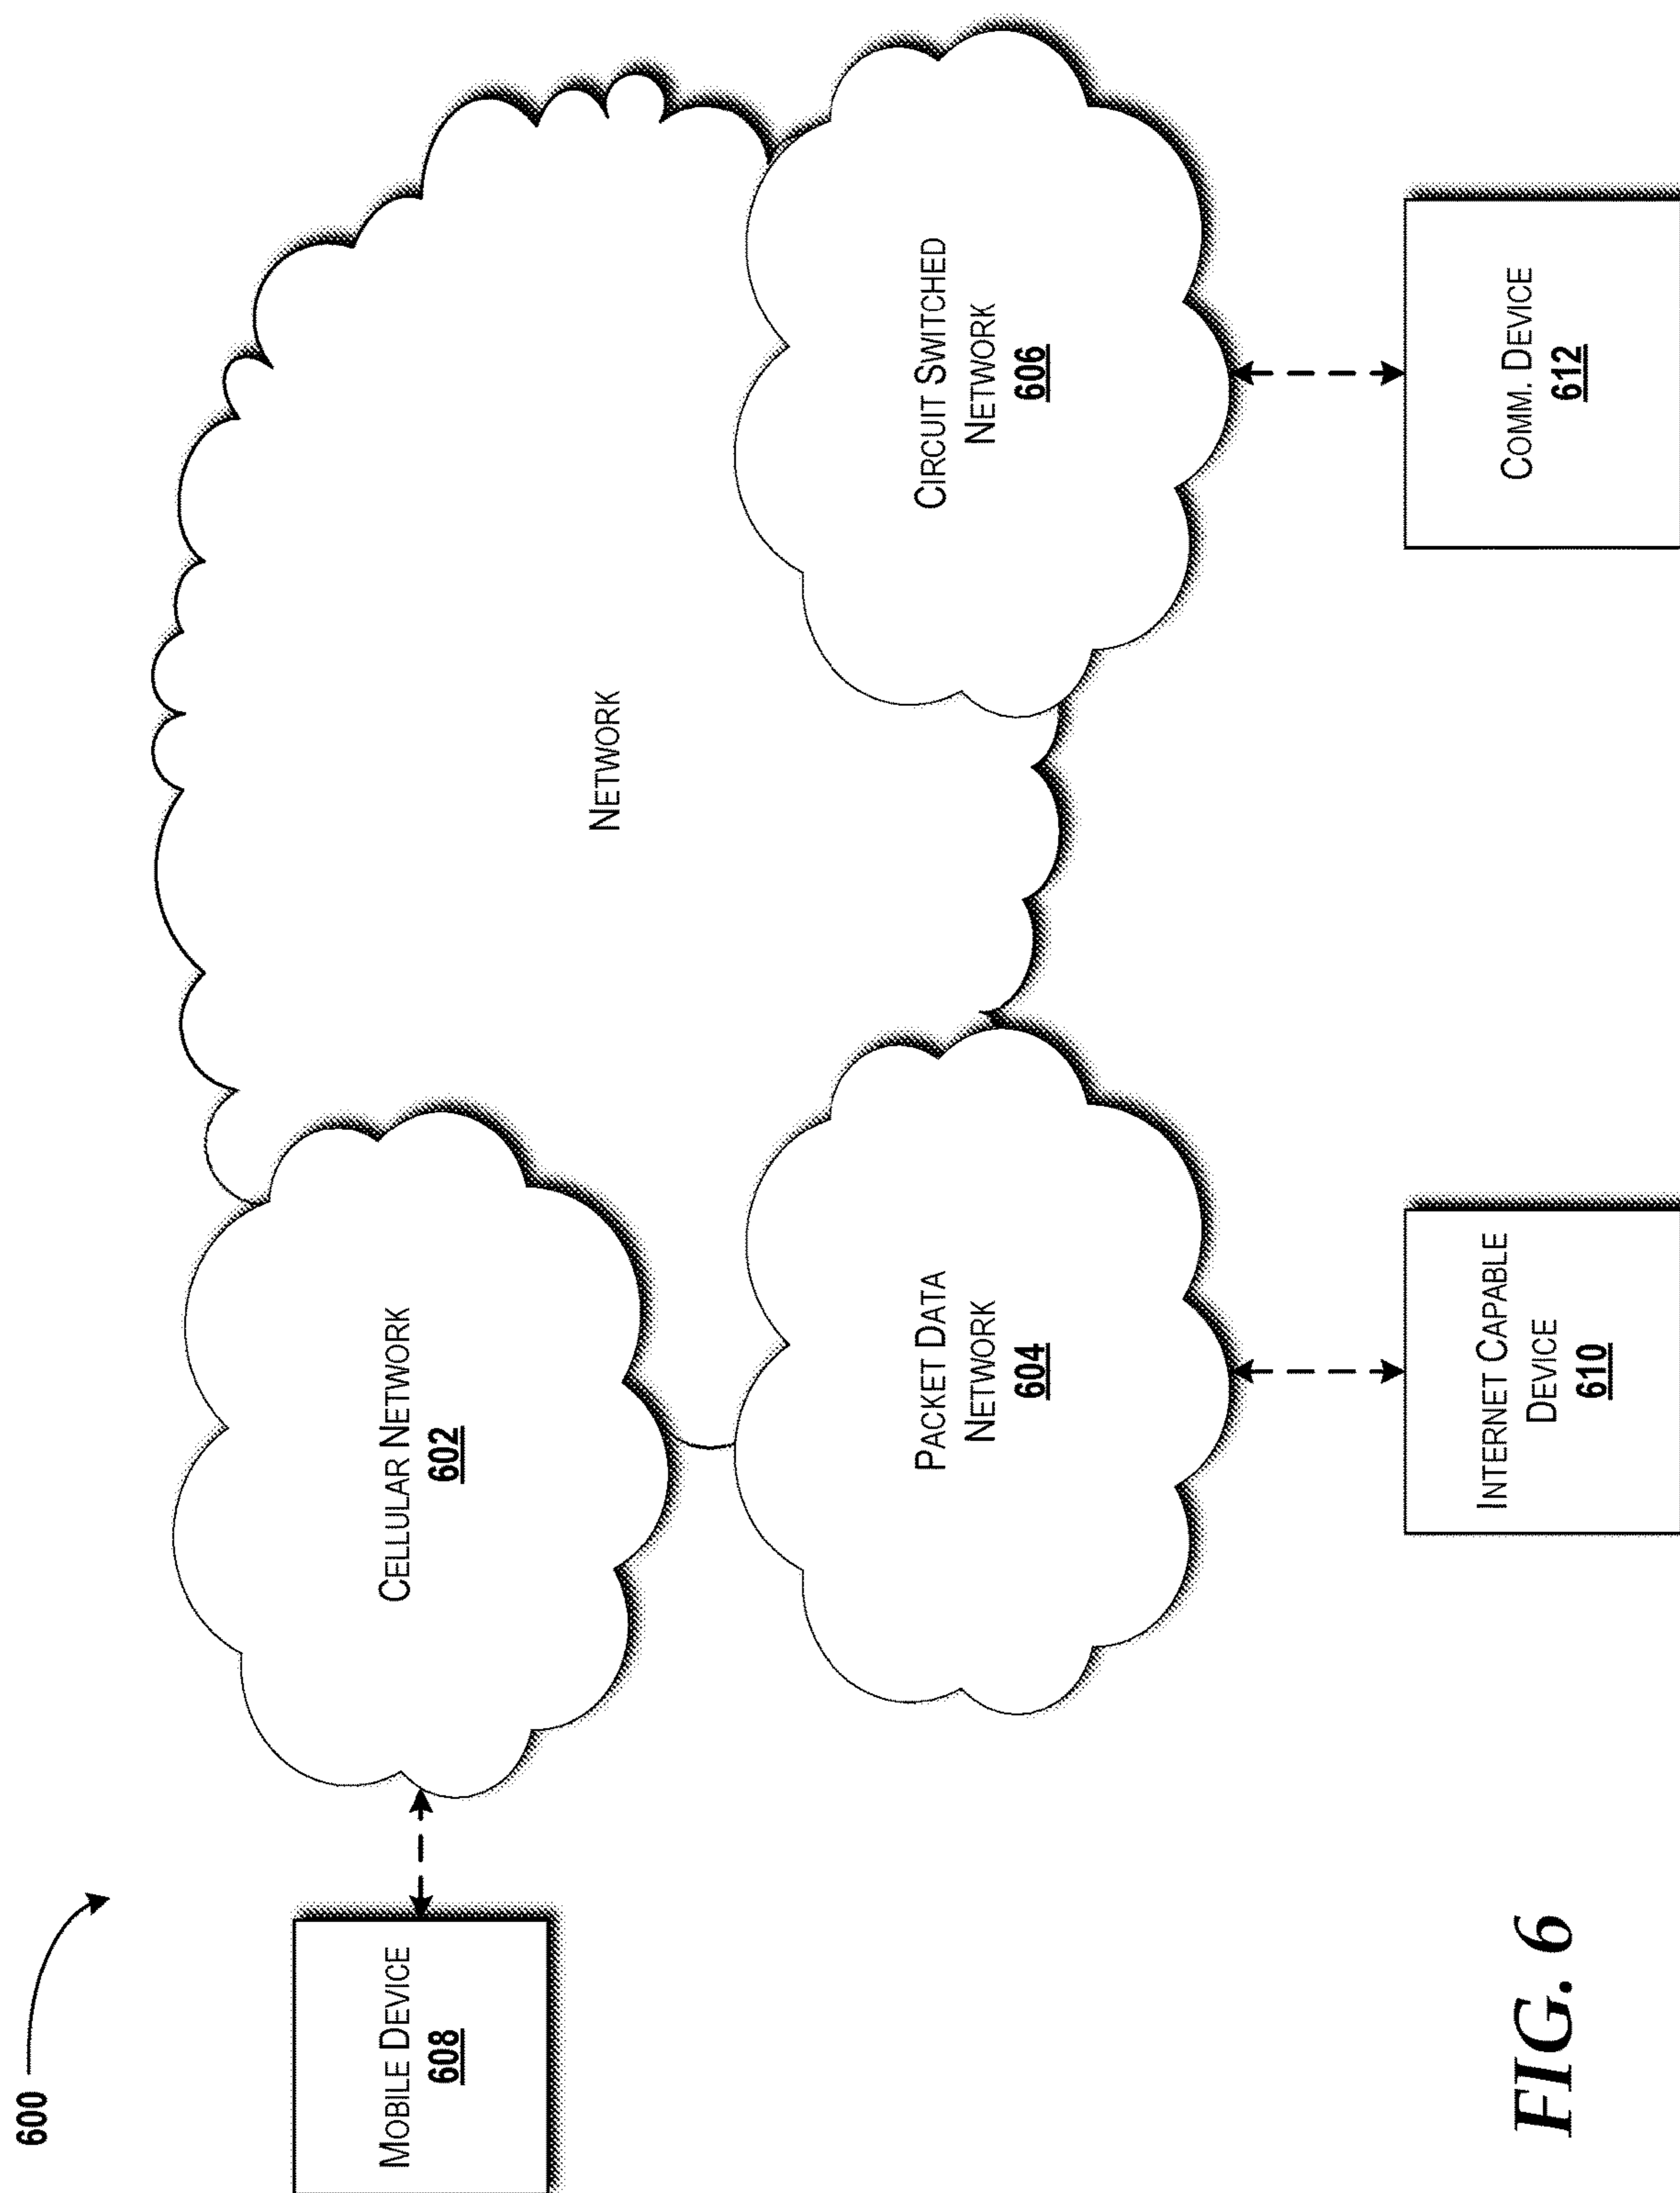 600
MOBILE DEVICE
608
CELLULAR NETWORK
602
NETWORK
PACKET DATA
NETWORK
604
CIRCUIT SWITCHED
NETWORK
606
INTERNET CAPABLE
DEVICE
610
COMM. DEVICE
612
FIG. 6